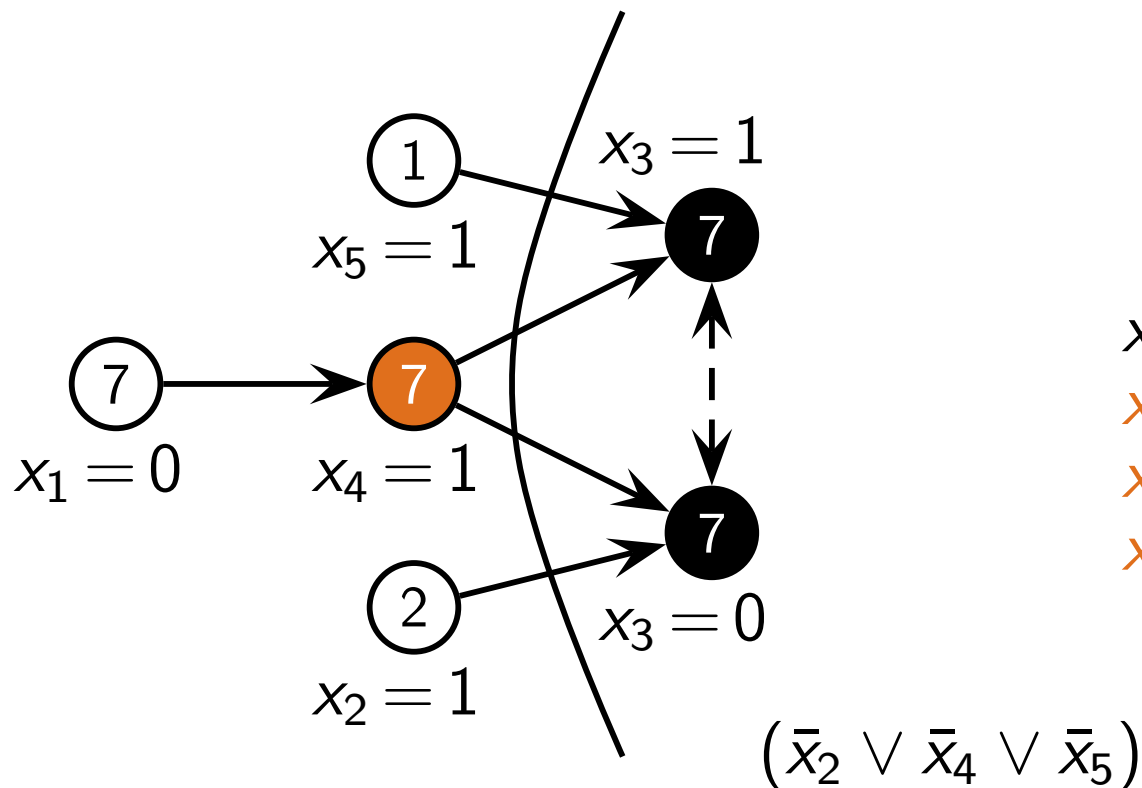 x₃ = 1
1
x₅ = 1
7
7
7
x₁ = 0
x₄ = 1
7
2
x₃ = 0
x₂ = 1
(x̄₂ ∨ x̄₄ ∨ x̄₅)